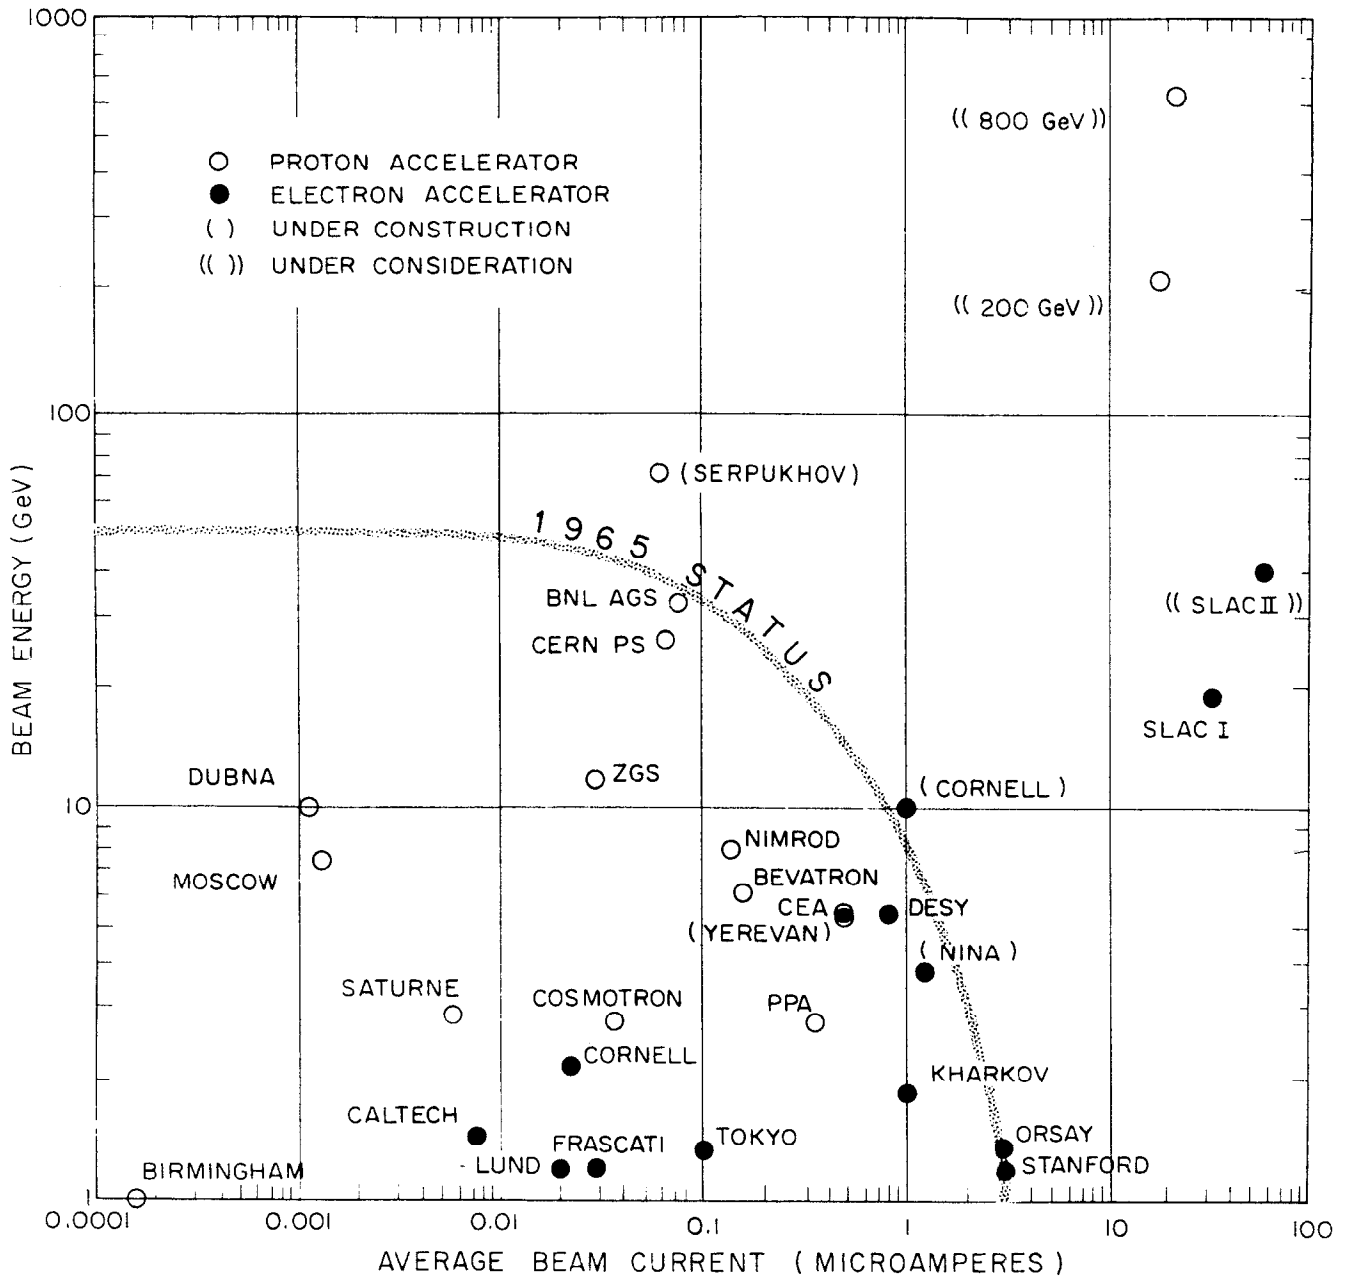 1000
(( 800 GeV ))
PROTON ACCELERATOR
ELECTRON ACCELERATOR
( ) UNDER CONSTRUCTION
(( )) UNDER CONSIDERATION
(( 200 GeV ))
100
BEAM ENERGY (GeV)
(SERPUKHOV)
1965 STATUS
BNL AGS
CERN PS
(( SLAC II ))
SLAC I
DUBNA
ZGS
10
(CORNELL)
NIMROD
MOSCOW
BEVATRON
CEA
DESY
(YEREVAN)
(NINA)
SATURNE
COSMOTRON
PPA
CORNELL
KHARKOV
CALTECH
FRASCATI
TOKYO
ORSAY
LUND
STANFORD
BIRMINGHAM
1
0.0001 0.001 0.01 0.1 1 10 100
AVERAGE BEAM CURRENT (MICROAMPERES)